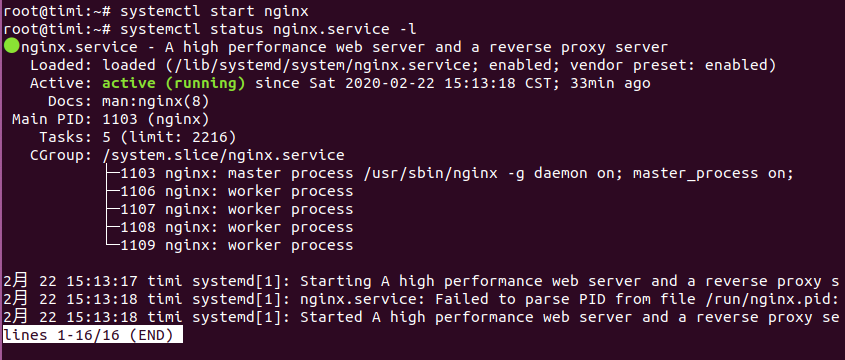 root@timi:~# systemctl start nginx
root@timi:~# systemctl status nginx.service -l
●nginx.service - A high performance web server and a reverse proxy server
Loaded: loaded (/lib/systemd/system/nginx.service; enabled; vendor preset: enabled)
Active: active (running) since Sat 2020-02-22 15:13:18 CST; 33min ago
Docs: man:nginx(8)
Main PID: 1103 (nginx)
Tasks: 5 (limit: 2216)
CGroup: /system.slice/nginx.service
├─1103 nginx: master process /usr/sbin/nginx -g daemon on; master_process on;
├─1106 nginx: worker process
├─1107 nginx: worker process
├─1108 nginx: worker process
└─1109 nginx: worker process
2月 22 15:13:17 timi systemd[1]: Starting A high performance web server and a reverse proxy s
2月 22 15:13:18 timi systemd[1]: nginx.service: Failed to parse PID from file /run/nginx.pid:
2月 22 15:13:18 timi systemd[1]: Started A high performance web server and a reverse proxy se
lines 1-16/16 (END)